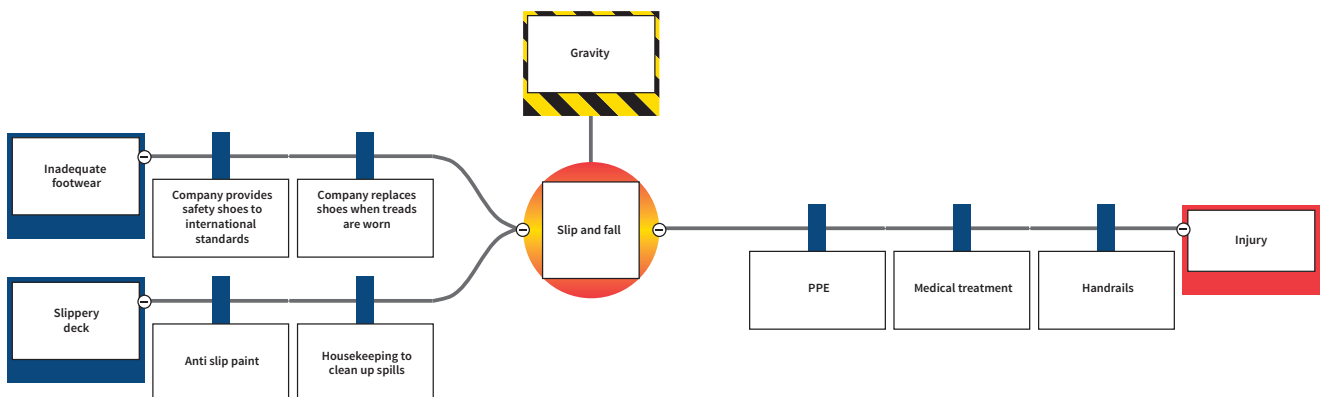 Gravity
Inadequate
footwear
Company provides
safety shoes to
international
standards
Company replaces
shoes when treads
are worn
Slip and fall
Slippery
deck
Anti slip paint
Housekeeping to
clean up spills
PPE
Medical treatment
Handrails
Injury